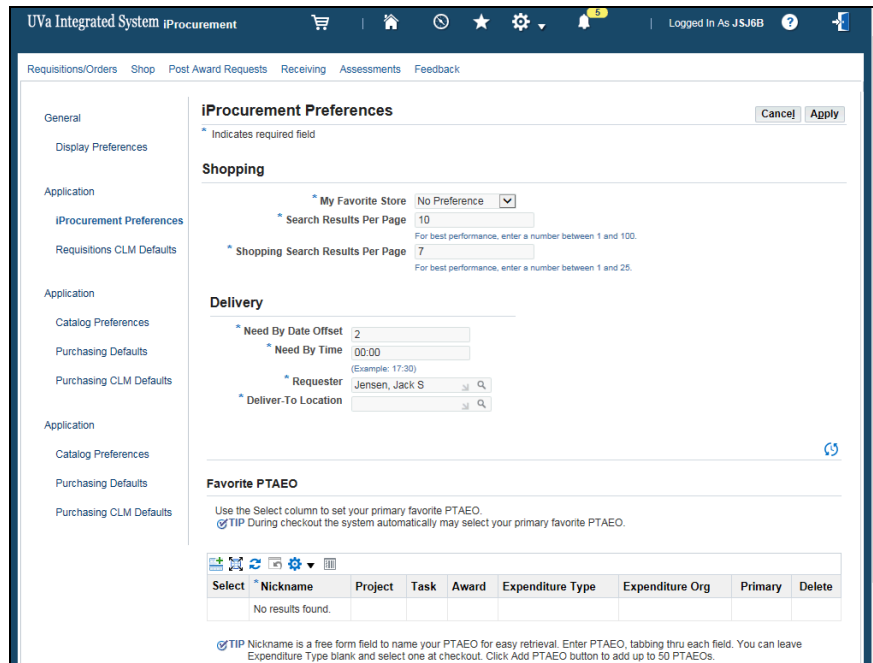 UVa Integrated System iProcurement
5
Logged In As JSJ6B
?
Requisitions/Orders Shop Post Award Requests Receiving Assessments Feedback
General
Display Preferences
Application
iProcurement Preferences
Requisitions CLM Defaults
Application
Catalog Preferences
Purchasing Defaults
Purchasing CLM Defaults
Application
Catalog Preferences
Purchasing Defaults
Purchasing CLM Defaults
iProcurement Preferences
Cancel Apply
* Indicates required field
Shopping
* My Favorite Store No Preference
* Search Results Per Page 10
For best performance, enter a number between 1 and 100.
* Shopping Search Results Per Page 7
For best performance, enter a number between 1 and 25.
Delivery
* Need By Date Offset 2
* Need By Time 00:00
(Example: 17:30)
* Requester Jensen, Jack S
* Deliver-To Location
Favorite PTAEO
Use the Select column to set your primary favorite PTAEO.
TIP During checkout the system automatically may select your primary favorite PTAEO.
Select * Nickname Project Task Award Expenditure Type Expenditure Org Primary Delete
No results found.
TIP Nickname is a free form field to name your PTAEO for easy retrieval. Enter PTAEO, tabbing thru each field. You can leave
Expenditure Type blank and select one at checkout. Click Add PTAEO button to add up to 50 PTAEOs.